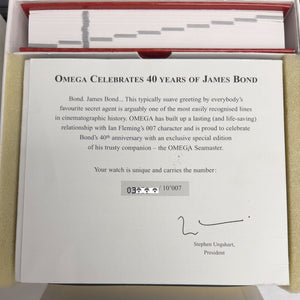 OMEGA CELEBRATES 40 YEARS OF JAMES BOND
Bond. James Bond... This typically suave greeting by everybody's
favourite secret agent is arguably one of the most easily recognised lines
in cinematographic history. OMEGA has built up a lasting (and life-saving)
relationship with Ian Fleming's 007 character and is proud to celebrate
Bond's 40th anniversary with an exclusive special edition
of his trusty companion – the OMEGA Seamaster.
Your watch is unique and carries the number:
10'007
Stephen Urquhart,
President